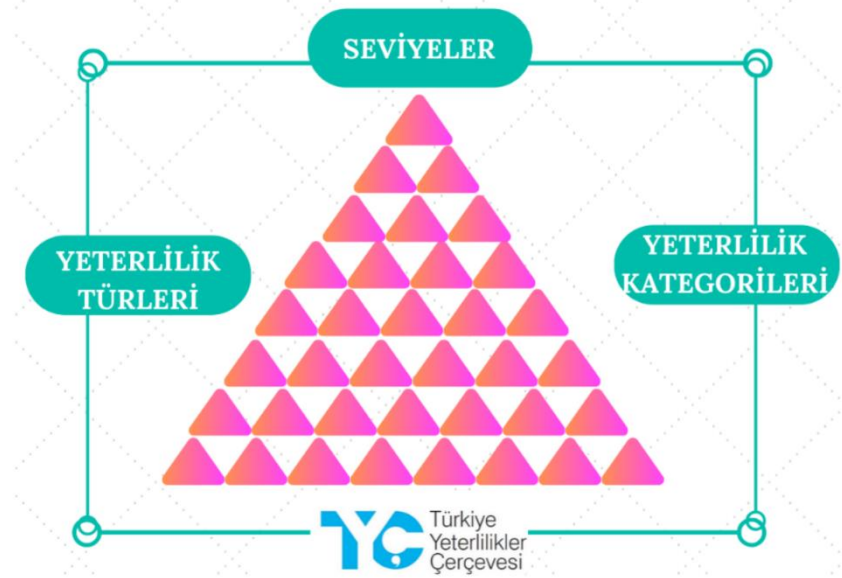 SEVİYELER
YETERLİLİK
TÜRLERİ
YETERLİLİK
KATEGORİLERİ
TYÇ
Türkiye
Yeterlilikler
Çerçevesi